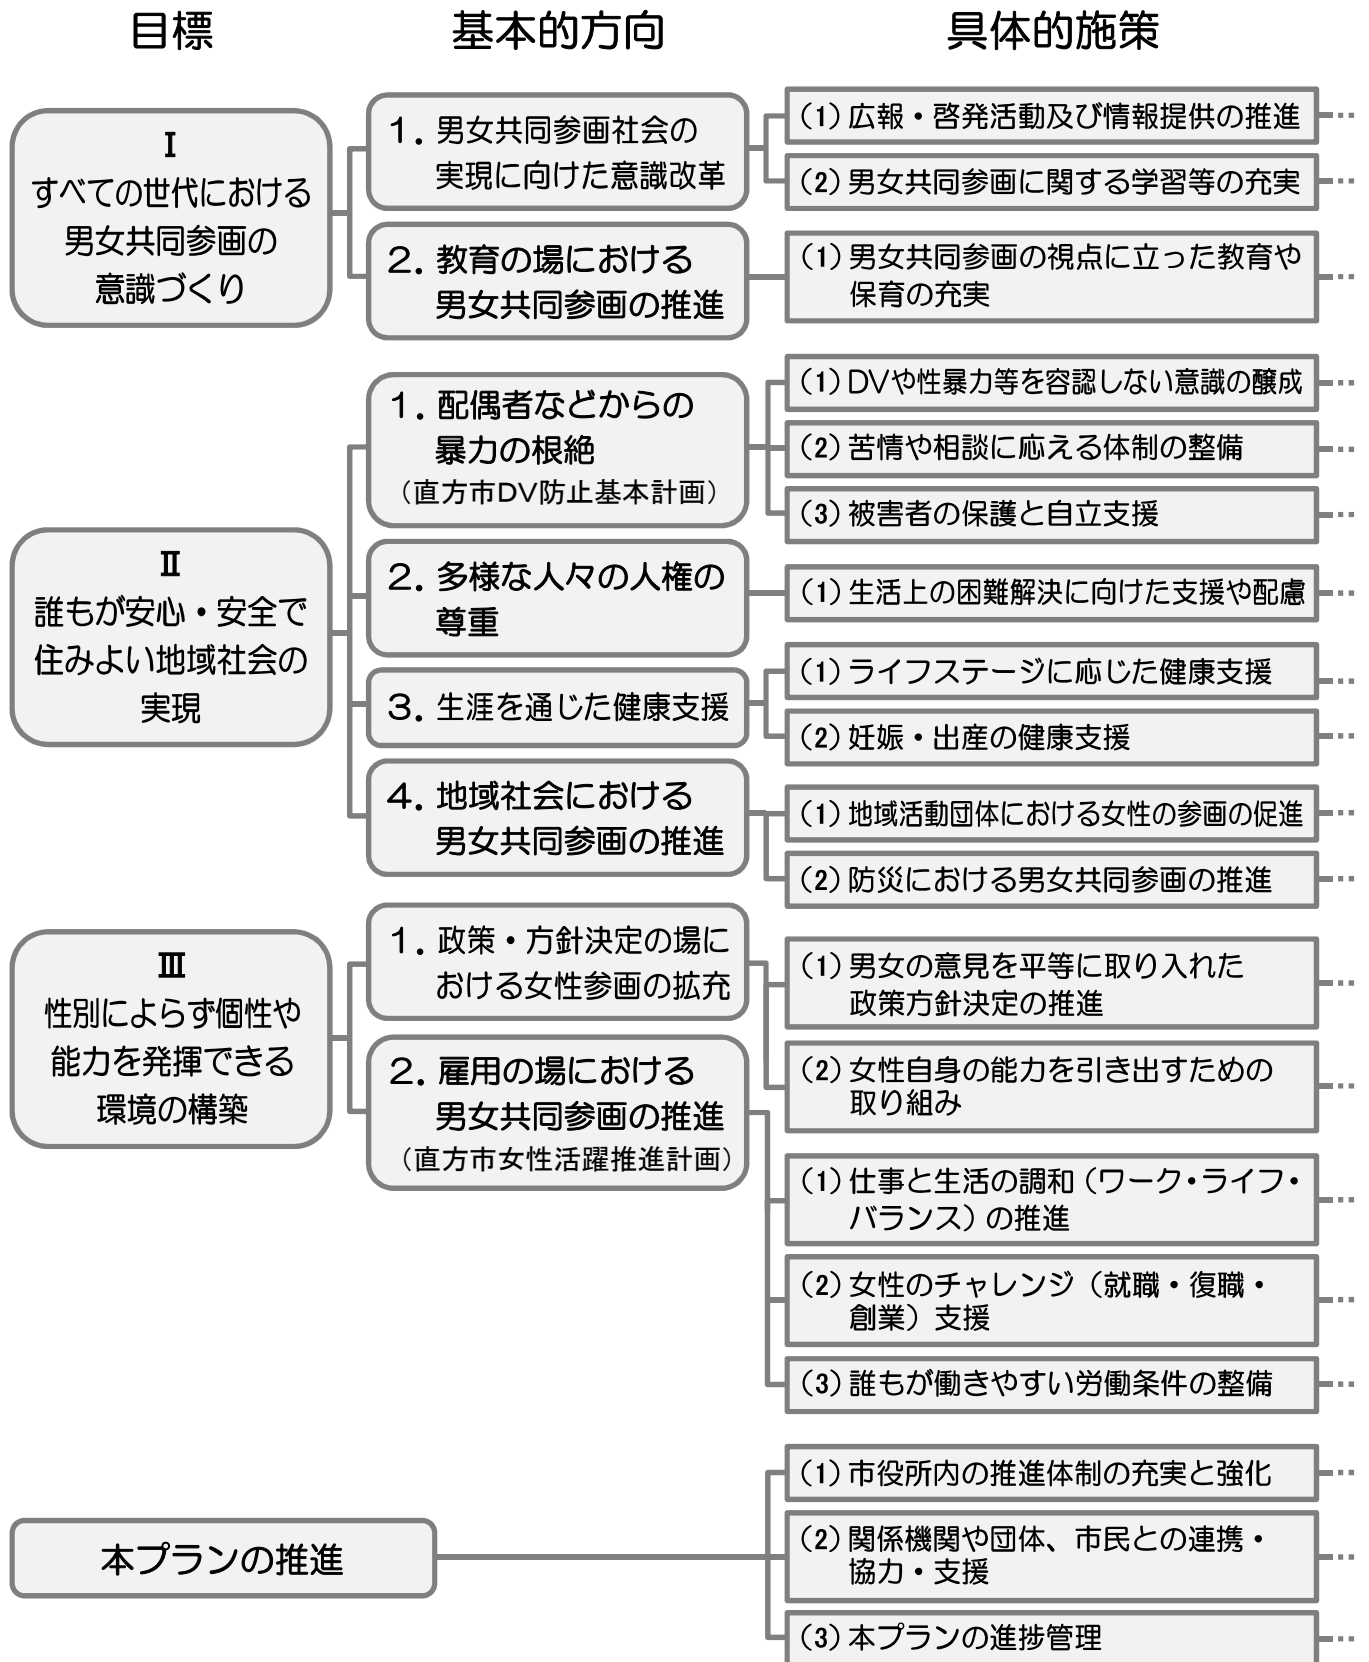 目標
基本的方向
具体的施策
Ⅰ
すべての世代における
男女共同参画の
意識づくり
1. 男女共同参画社会の
実現に向けた意識改革
(1) 広報・啓発活動及び情報提供の推進
(2) 男女共同参画に関する学習等の充実
2. 教育の場における
男女共同参画の推進
(1) 男女共同参画の視点に立った教育や
保育の充実
Ⅱ
誰もが安心・安全で
住みよい地域社会の
実現
1. 配偶者などからの
暴力の根絶
（直方市DV防止基本計画）
(1) DVや性暴力等を容認しない意識の醸成
(2) 苦情や相談に応える体制の整備
(3) 被害者の保護と自立支援
2. 多様な人々の人権の
尊重
(1) 生活上の困難解決に向けた支援や配慮
3. 生涯を通じた健康支援
(1) ライフステージに応じた健康支援
(2) 妊娠・出産の健康支援
4. 地域社会における
男女共同参画の推進
(1) 地域活動団体における女性の参画の促進
(2) 防災における男女共同参画の推進
Ⅲ
性別によらず個性や
能力を発揮できる
環境の構築
1. 政策・方針決定の場に
おける女性参画の拡充
(1) 男女の意見を平等に取り入れた
政策方針決定の推進
(2) 女性自身の能力を引き出すための
取り組み
2. 雇用の場における
男女共同参画の推進
（直方市女性活躍推進計画）
(1) 仕事と生活の調和（ワーク・ライフ・
バランス）の推進
(2) 女性のチャレンジ（就職・復職・
創業）支援
(3) 誰もが働きやすい労働条件の整備
本プランの推進
(1) 市役所内の推進体制の充実と強化
(2) 関係機関や団体、市民との連携・
協力・支援
(3) 本プランの進捗管理